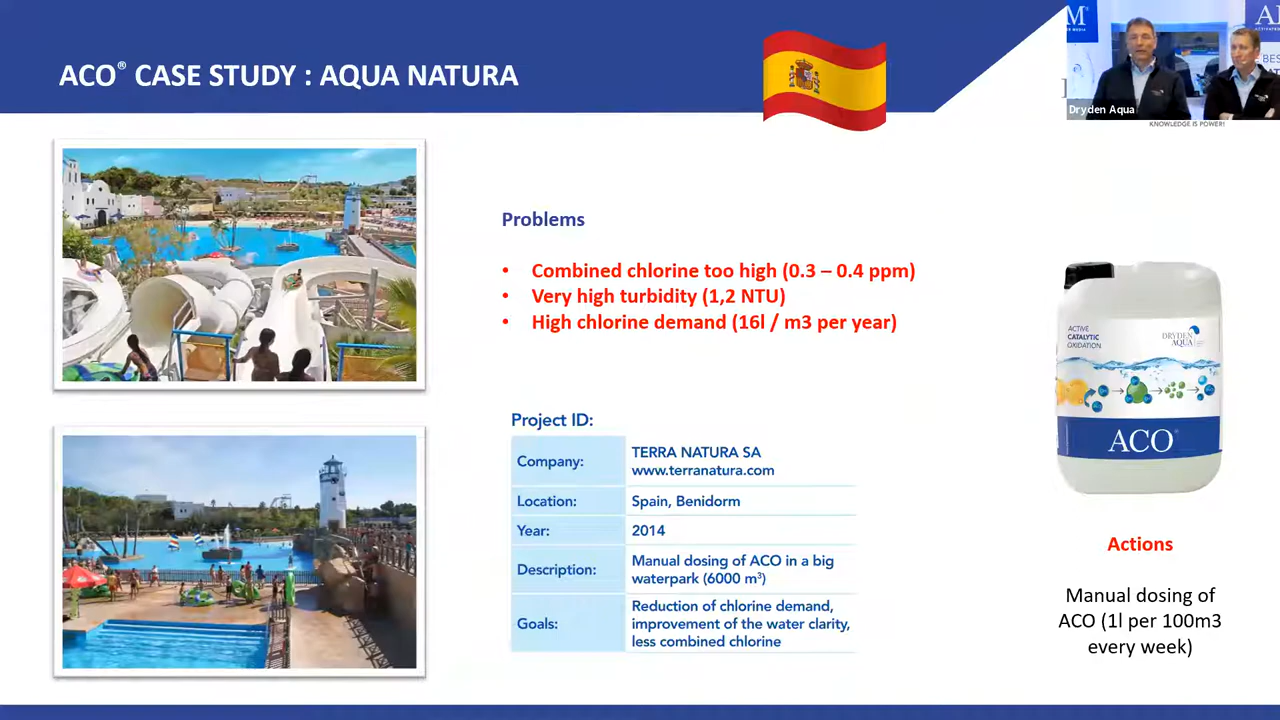 ACO® CASE STUDY : AQUA NATURA
Dryden Aqua
KNOWLEDGE IS POWER!
Problems
• Combined chlorine too high (0.3 – 0.4 ppm)
• Very high turbidity (1,2 NTU)
• High chlorine demand (16l / m3 per year)
Project ID:
Company: TERRA NATURA SA
www.terranatura.com
Location: Spain, Benidorm
Year: 2014
Description: Manual dosing of ACO in a big
waterpark (6000 m³)
Goals: Reduction of chlorine demand,
improvement of the water clarity,
less combined chlorine
ACTIVE
CATALYTIC
OXIDATION
DRYDEN
AQUA
ACO®
Actions
Manual dosing of
ACO (1l per 100m3
every week)